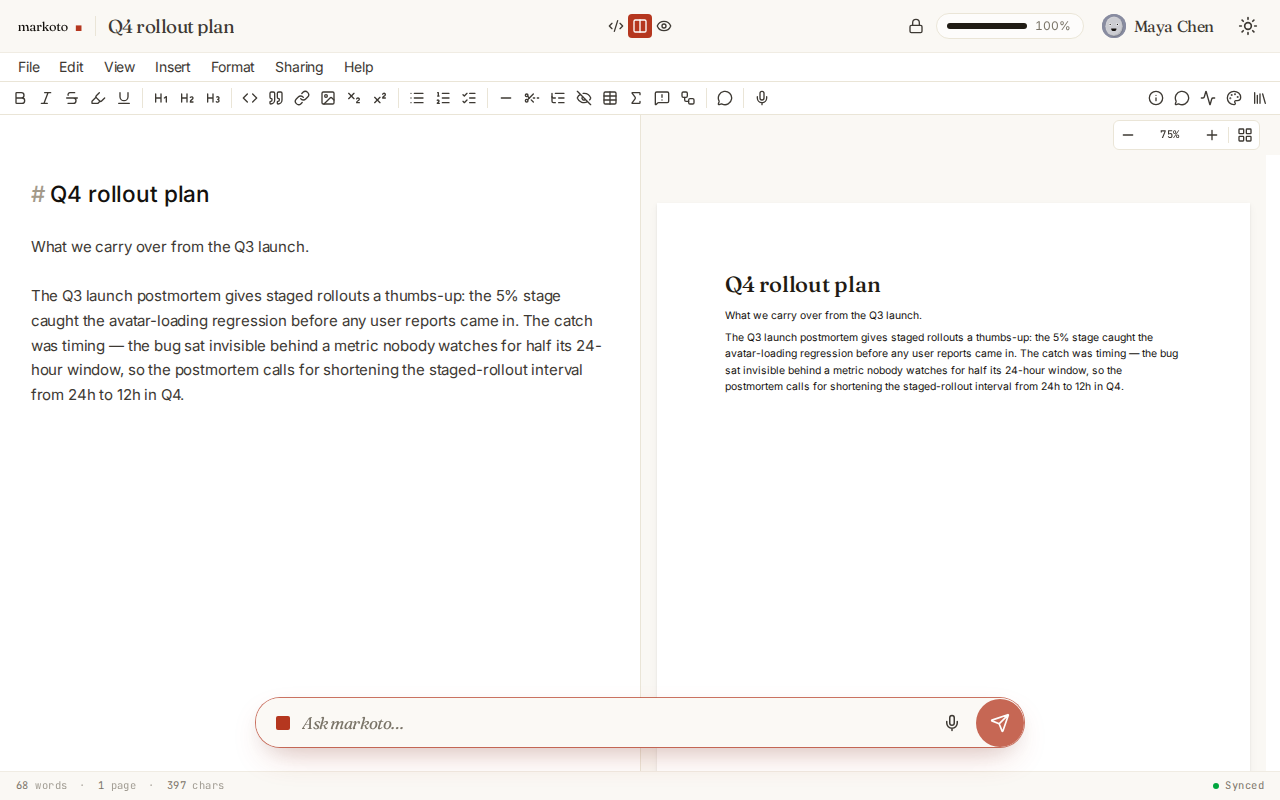 markoto
Q4 rollout plan
100%
Maya Chen
File Edit View Insert Format Sharing Help
H1 H2 H3
75%
# Q4 rollout plan
What we carry over from the Q3 launch.
The Q3 launch postmortem gives staged rollouts a thumbs-up: the 5% stage
caught the avatar-loading regression before any user reports came in. The catch
was timing — the bug sat invisible behind a metric nobody watches for half its 24-
hour window, so the postmortem calls for shortening the staged-rollout interval
from 24h to 12h in Q4.
Q4 rollout plan
What we carry over from the Q3 launch.
The Q3 launch postmortem gives staged rollouts a thumbs-up: the 5% stage caught the
avatar-loading regression before any user reports came in. The catch was timing — the bug
sat invisible behind a metric nobody watches for half its 24-hour window, so the
postmortem calls for shortening the staged-rollout interval from 24h to 12h in Q4.
Ask markoto...
68 words · 1 page · 397 chars
Synced